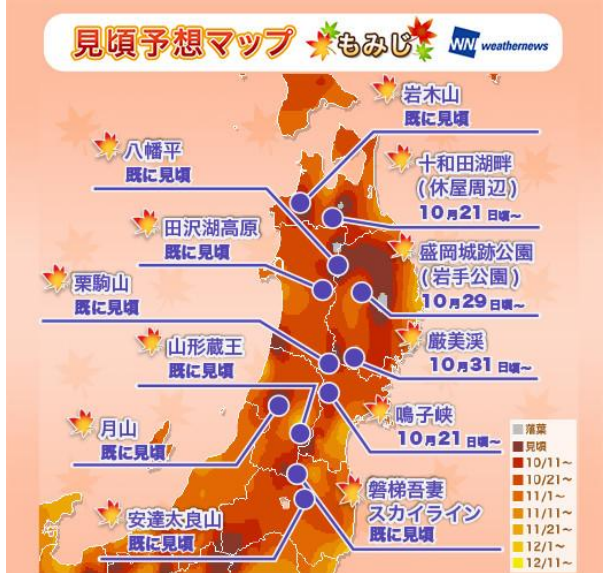 見頃予想マップ もみじ WNI weathernews
岩木山
既に見頃
八幡平
既に見頃
十和田湖畔
(休屋周辺)
10月21日頃~
田沢湖高原
既に見頃
盛岡城跡公園
(岩手公園)
10月29日頃~
栗駒山
既に見頃
山形蔵王
既に見頃
厳美渓
10月31日頃~
月山
既に見頃
鳴子峡
10月21日頃~
安達太良山
既に見頃
磐梯吾妻
スカイライン
既に見頃
落葉
見頃
10/11~
10/21~
11/1~
11/11~
11/21~
12/1~
12/11~